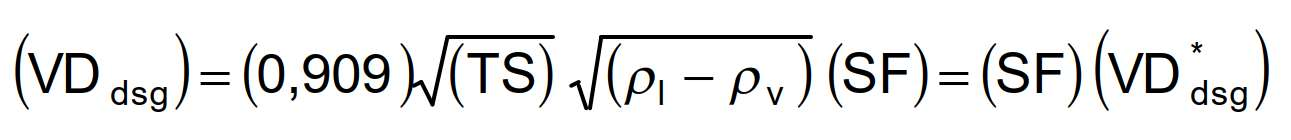 (VD dsg) = (0,909)√(TS) √(ρl − ρv) (SF) = (SF) (VD*dsg)